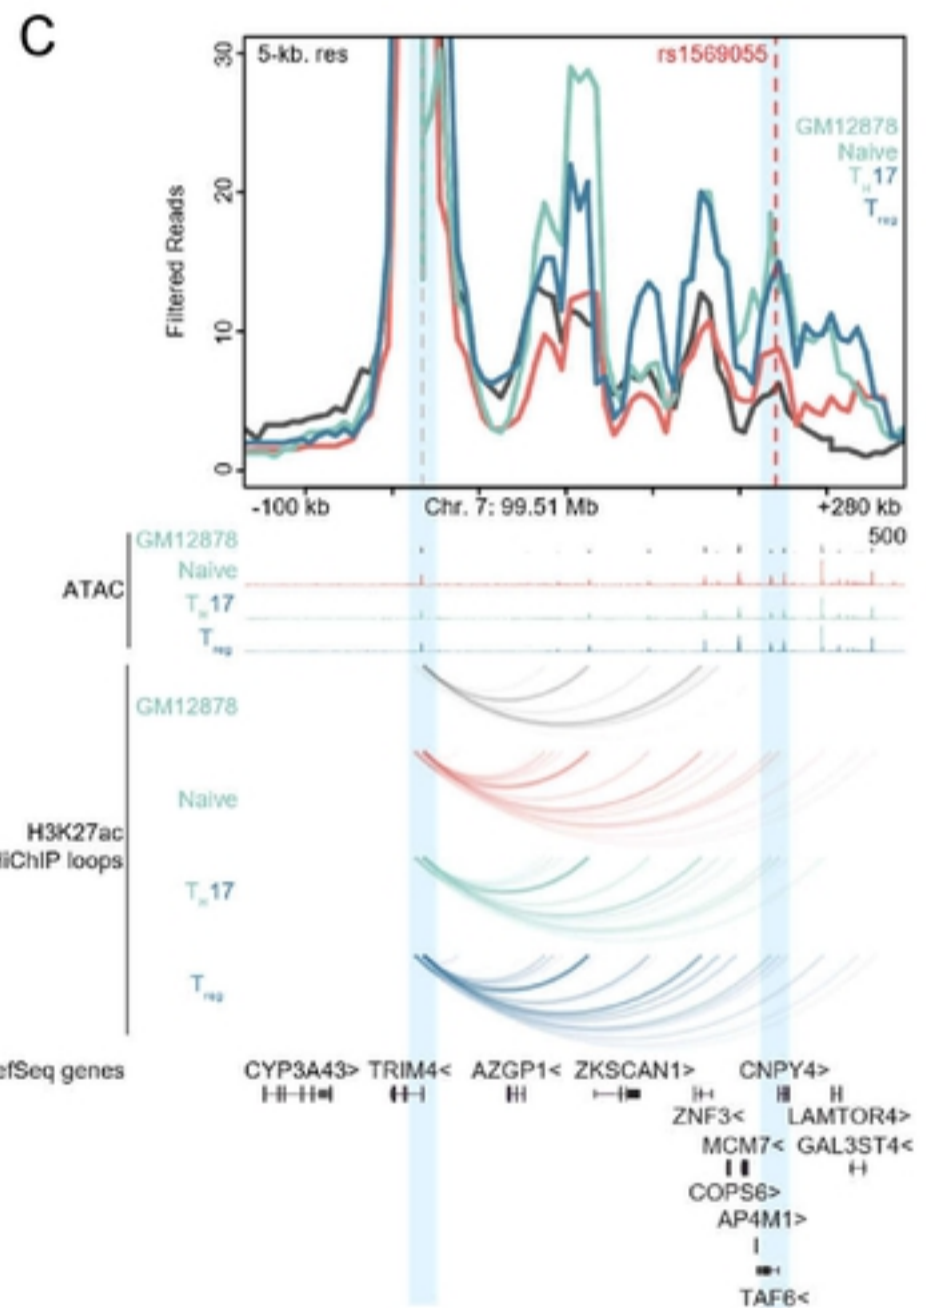 C
5-kb. res
rs1569055
30
20
10
0
Filtered Reads
GM12878
Naive
TH17
Treg
-100 kb
Chr. 7: 99.51 Mb
+280 kb
500
ATAC
GM12878
Naive
TH17
Treg
H3K27ac
HiChIP loops
GM12878
Naive
TH17
Treg
efSeq genes
CYP3A43> TRIM4< AZGP1< ZKSCAN1> CNPY4>
ZNF3< LAMTOR4>
MCM7< GAL3ST4<
COPS6>
AP4M1>
TAF6<